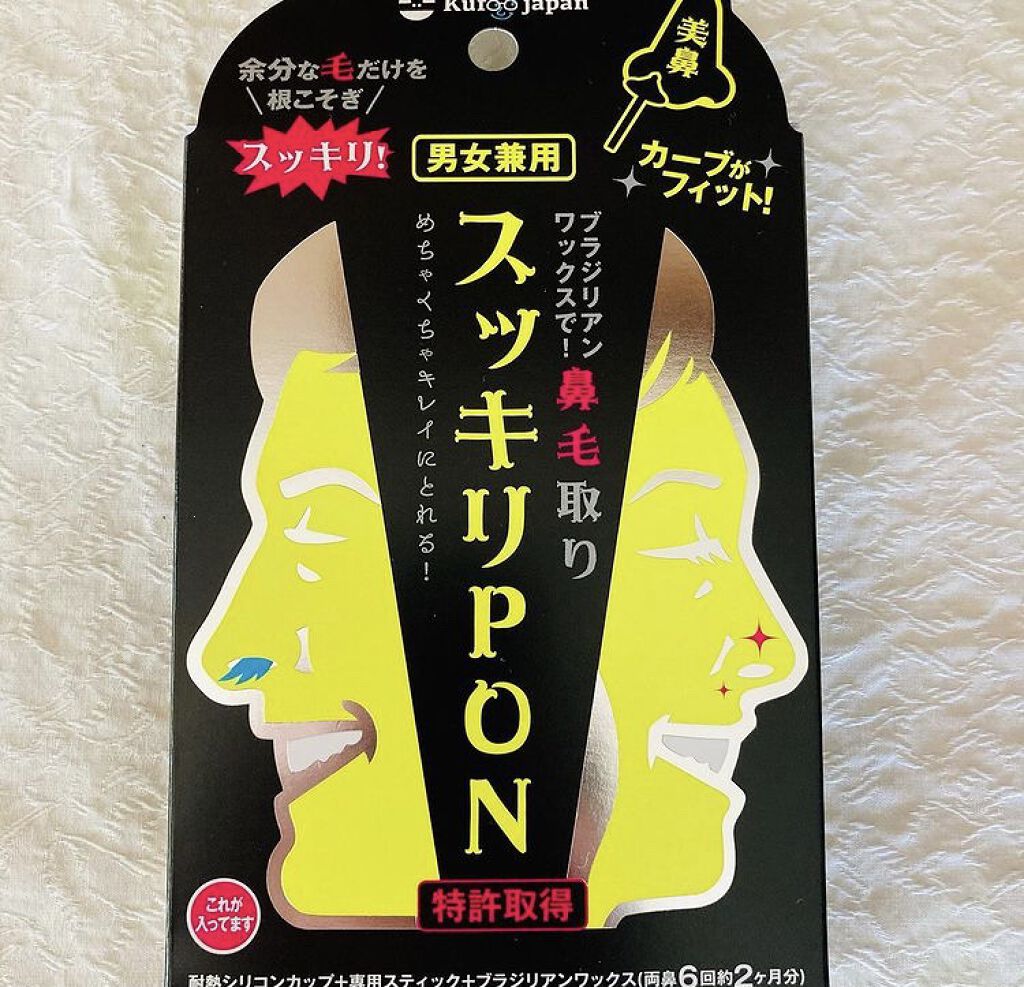 Kuroo japan
余分な毛だけを
根こそぎ
スッキリ!
男女兼用
美鼻
カーブが
フィット!
ブラジリアン
ワックスで!
鼻毛取り
スッキリPON
めちゃくちゃキレイにとれる!
特許取得
これが
入ってます
耐熱シリコンカップ+専用スティック+ブラジリアンワックス(両鼻6回約2ヶ月分)